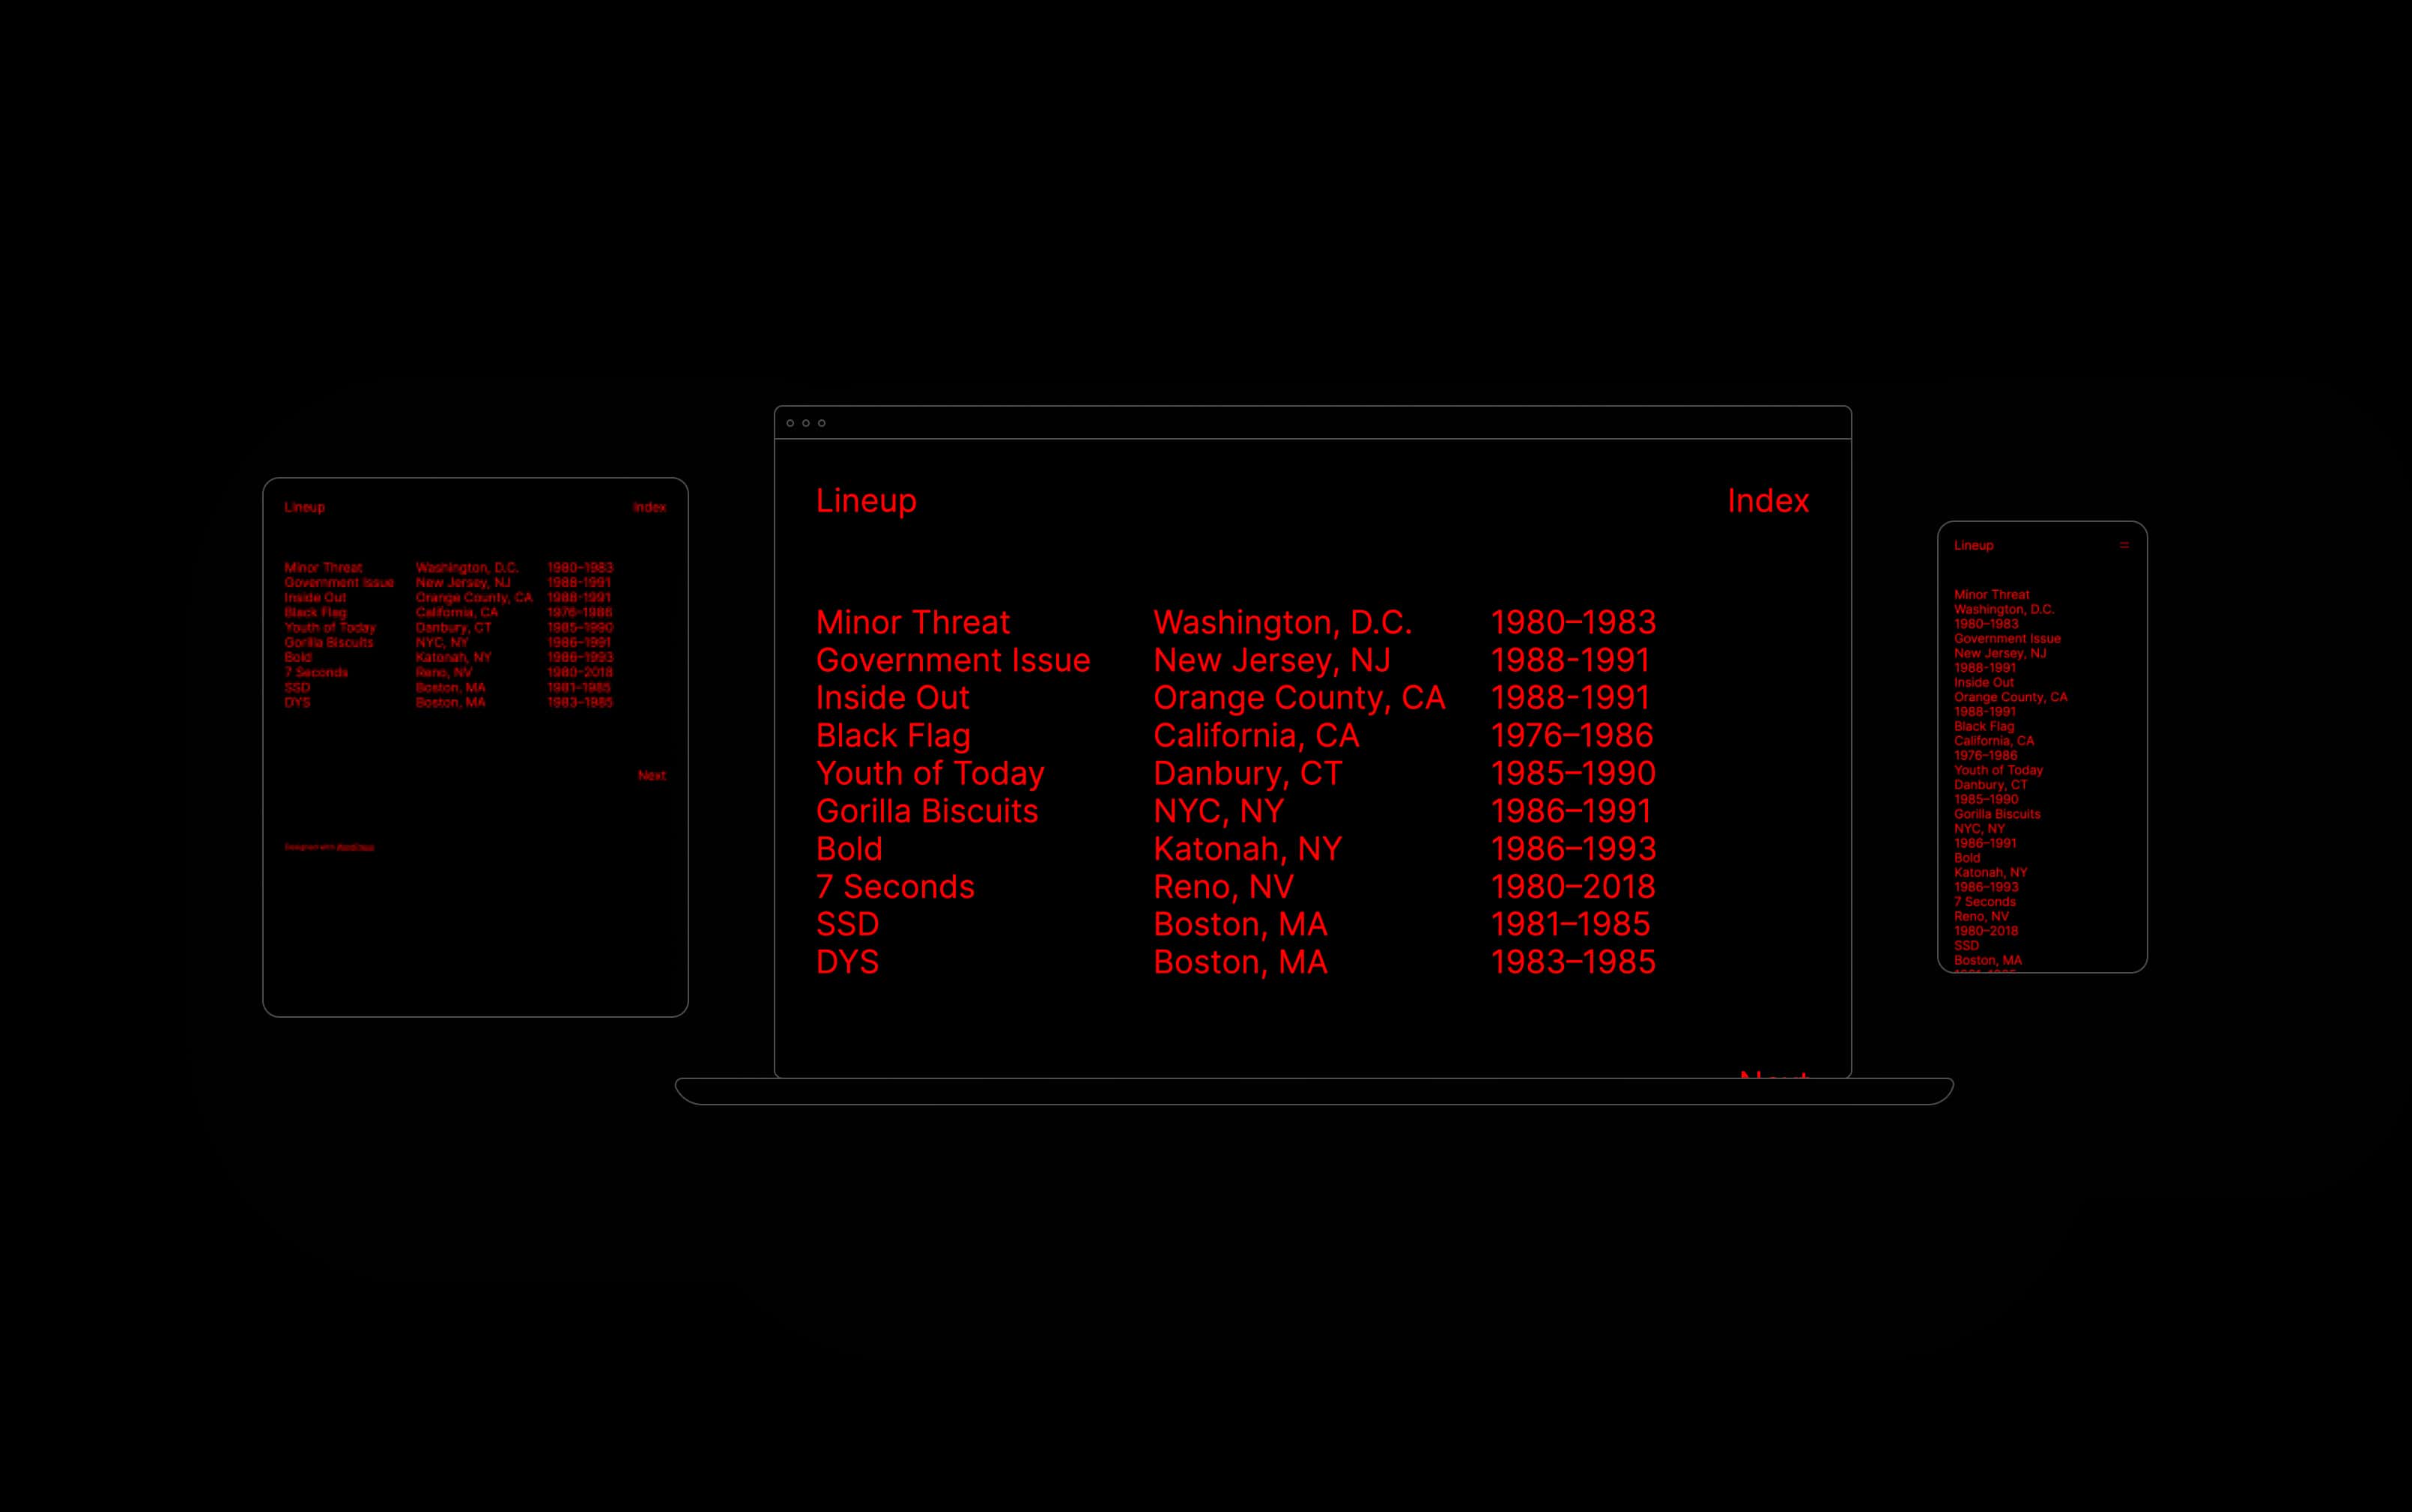 Lineup Index
Minor Threat Washington, D.C. 1980–1983
Government Issue New Jersey, NJ 1988-1991
Inside Out Orange County, CA 1988-1991
Black Flag California, CA 1976–1986
Youth of Today Danbury, CT 1985–1990
Gorilla Biscuits NYC, NY 1986–1991
Bold Katonah, NY 1986–1993
7 Seconds Reno, NV 1980–2018
SSD Boston, MA 1981–1985
DYS Boston, MA 1983–1985
Next
Designed with WordPress
Lineup Index
Minor Threat Washington, D.C. 1980–1983
Government Issue New Jersey, NJ 1988-1991
Inside Out Orange County, CA 1988-1991
Black Flag California, CA 1976–1986
Youth of Today Danbury, CT 1985–1990
Gorilla Biscuits NYC, NY 1986–1991
Bold Katonah, NY 1986–1993
7 Seconds Reno, NV 1980–2018
SSD Boston, MA 1981–1985
DYS Boston, MA 1983–1985
Next
Lineup
Minor Threat
Washington, D.C.
1980–1983
Government Issue
New Jersey, NJ
1988-1991
Inside Out
Orange County, CA
1988-1991
Black Flag
California, CA
1976–1986
Youth of Today
Danbury, CT
1985–1990
Gorilla Biscuits
NYC, NY
1986–1991
Bold
Katonah, NY
1986–1993
7 Seconds
Reno, NV
1980–2018
SSD
Boston, MA
1981–1985